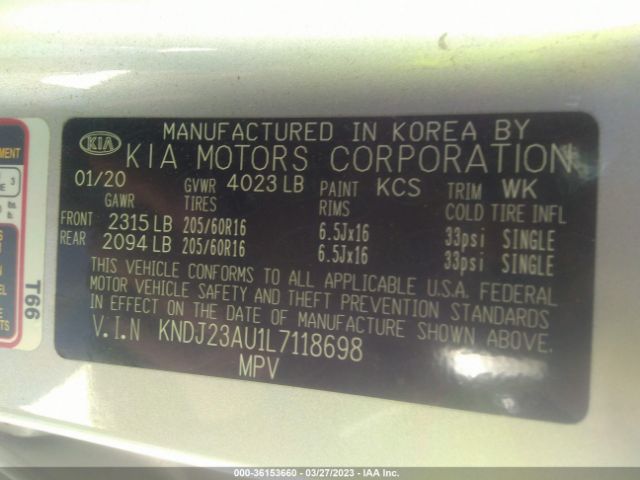 MANUFACTURED IN KOREA BY
KIA KIA MOTORS CORPORATION
01/20 GVWR 4023 LB PAINT KCS TRIM WK
GAWR TIRES RIMS COLD TIRE INFL
FRONT 2315 LB 205/60R16 6.5Jx16 33psi SINGLE
REAR 2094 LB 205/60R16 6.5Jx16 33psi SINGLE
THIS VEHICLE CONFORMS TO ALL APPLICABLE U.S.A. FEDERAL
MOTOR VEHICLE SAFETY AND THEFT PREVENTION STANDARDS
IN EFFECT ON THE DATE OF MANUFACTURE SHOWN ABOVE.
V.I.N KNDJ23AU1L7118698
MPV
T66
000-36153660 - 03/27/2023 - IAA Inc.